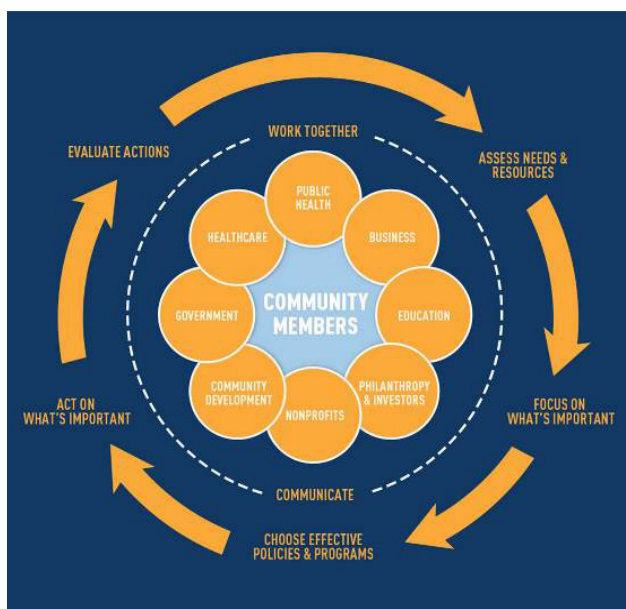 WORK TOGETHER
EVALUATE ACTIONS
ASSESS NEEDS &
RESOURCES
PUBLIC
HEALTH
HEALTHCARE
BUSINESS
COMMUNITY
MEMBERS
GOVERNMENT
EDUCATION
COMMUNITY
DEVELOPMENT
PHILANTHROPY
& INVESTORS
NONPROFITS
ACT ON
WHAT'S IMPORTANT
FOCUS ON
WHAT'S IMPORTANT
COMMUNICATE
CHOOSE EFFECTIVE
POLICIES & PROGRAMS